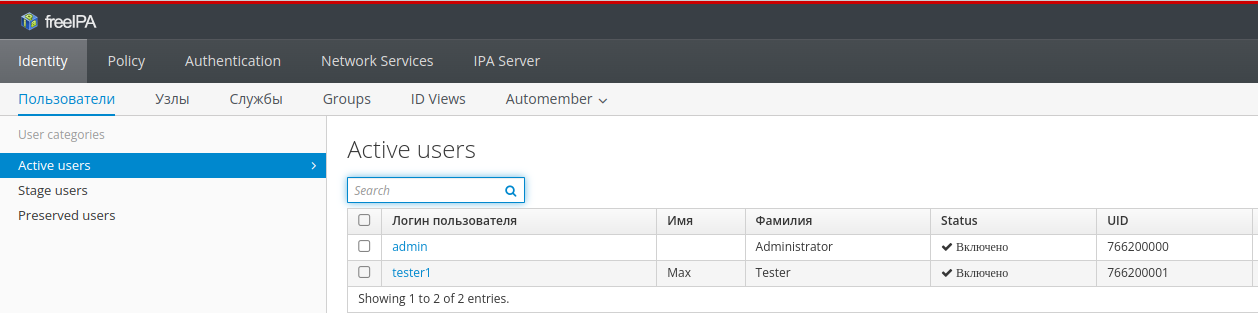 freeIPA
Identity Policy Authentication Network Services IPA Server
Пользователи Узлы Службы Groups ID Views Automember
User categories
Active users
Stage users
Preserved users
Active users
Search
Логин пользователя Имя Фамилия Status UID
admin Administrator Включено 766200000
tester1 Max Tester Включено 766200001
Showing 1 to 2 of 2 entries.